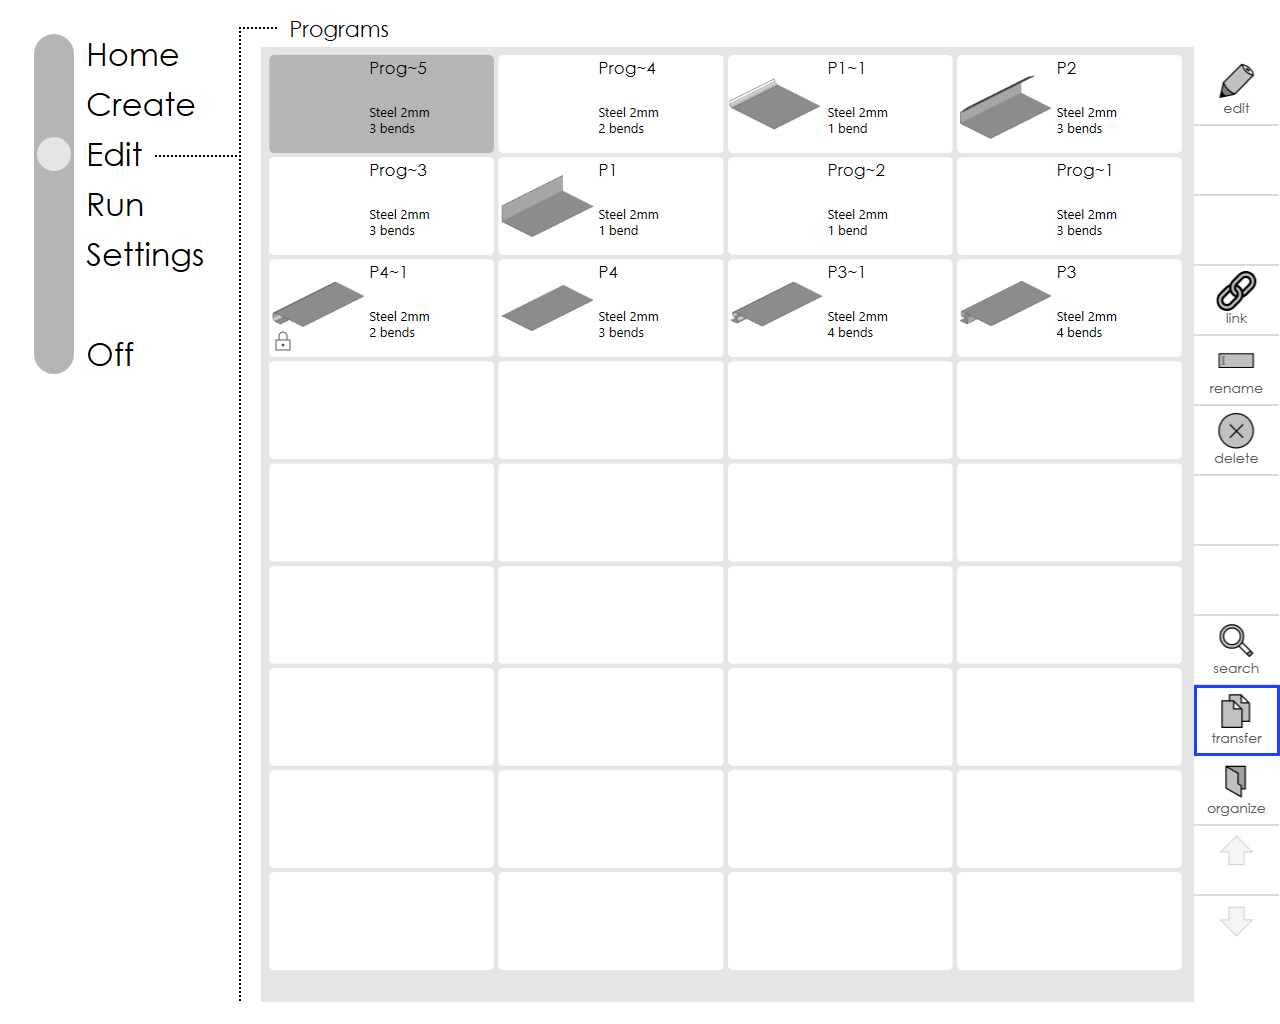 Programs
Home
Create
Edit
Run
Settings
Off
Prog~5
Steel 2mm
3 bends
Prog~4
Steel 2mm
2 bends
P1~1
Steel 2mm
1 bend
P2
Steel 2mm
3 bends
Prog~3
Steel 2mm
3 bends
P1
Steel 2mm
1 bend
Prog~2
Steel 2mm
1 bend
Prog~1
Steel 2mm
3 bends
P4~1
Steel 2mm
2 bends
P4
Steel 2mm
3 bends
P3~1
Steel 2mm
4 bends
P3
Steel 2mm
4 bends
edit
link
rename
delete
search
transfer
organize